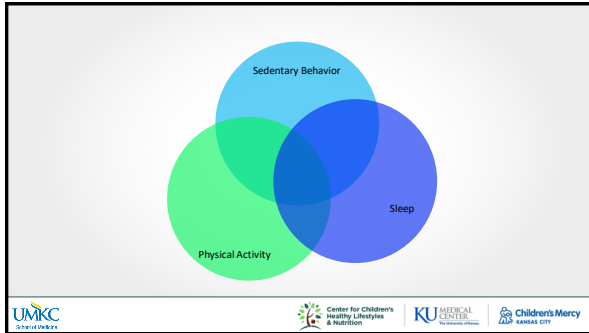 Sedentary Behavior
Sleep
Physical Activity
UMKC
School of Medicine
Center for Children's
Healthy Lifestyles
& Nutrition
KU MEDICAL
CENTER
The University of Kansas
Children's Mercy
KANSAS CITY